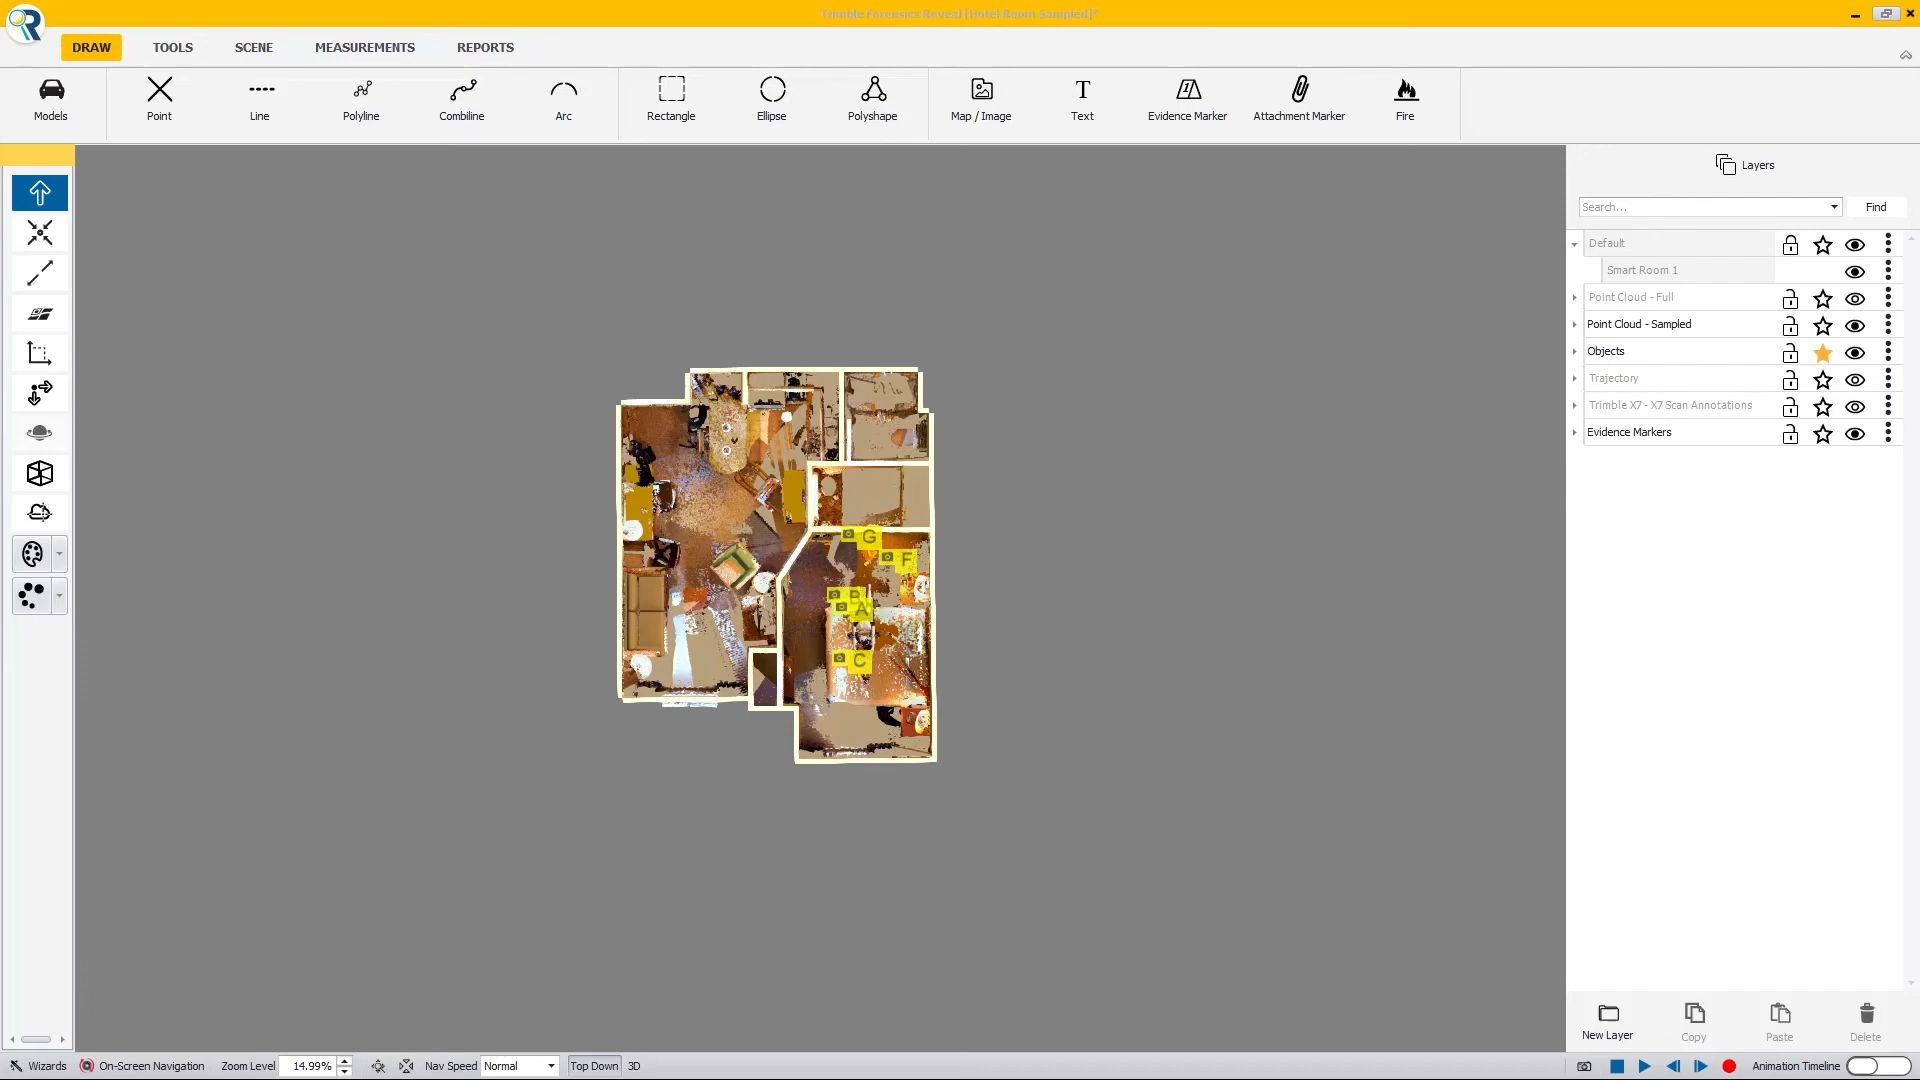 Trimble Forensics Reveal [Hotel Room Sampled]*
DRAW TOOLS SCENE MEASUREMENTS REPORTS
Models Point Line Polyline Combiline Arc Rectangle Ellipse Polyshape Map / Image Text Evidence Marker Attachment Marker Fire
Layers
Search... Find
Default
Smart Room 1
Point Cloud - Full
Point Cloud - Sampled
Objects
Trajectory
Trimble X7 - X7 Scan Annotations
Evidence Markers
G
F
B
A
C
New Layer Copy Paste Delete
Wizards On-Screen Navigation Zoom Level 14.99% Nav Speed Normal Top Down 3D Animation Timeline